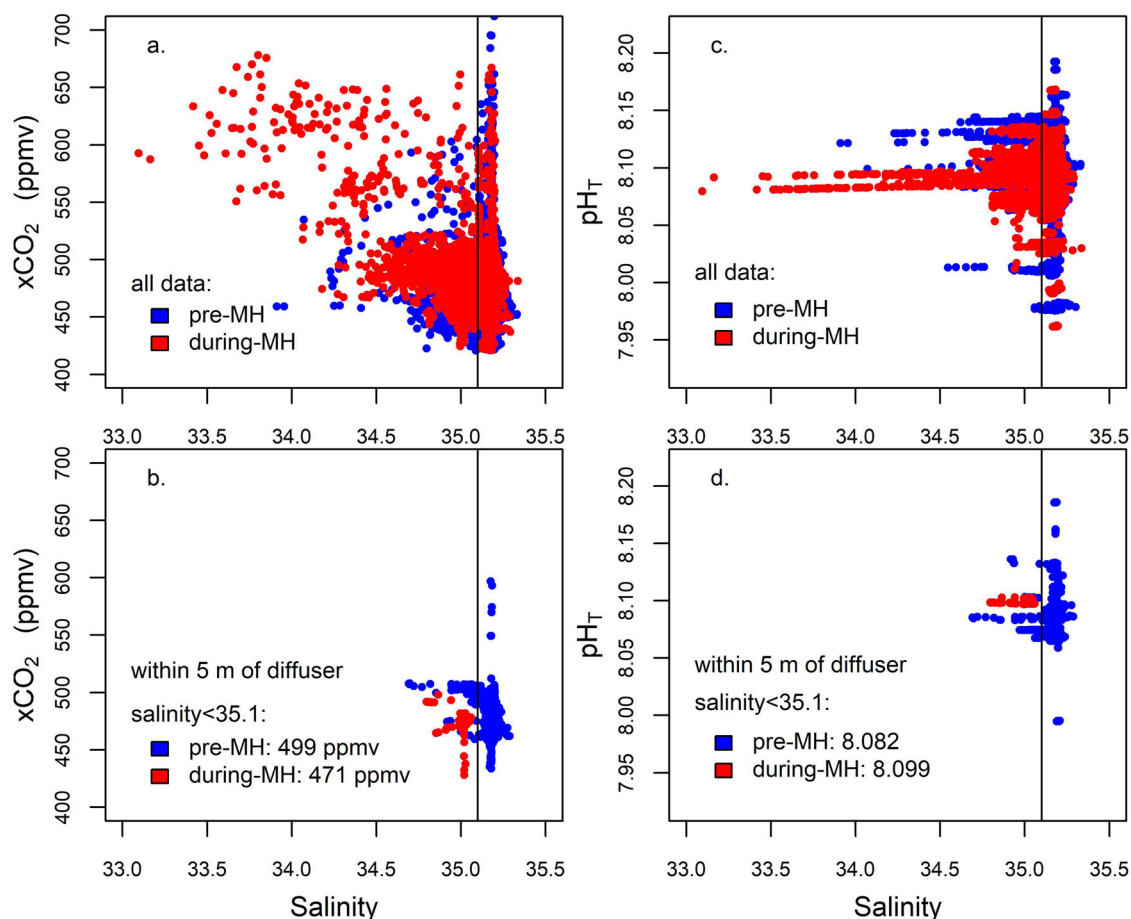 a.
xCO2 (ppmv)
700
650
600
550
500
450
400
all data:
pre-MH
during-MH
33.0 33.5 34.0 34.5 35.0 35.5
c.
pHT
8.20
8.15
8.10
8.05
8.00
7.95
all data:
pre-MH
during-MH
33.0 33.5 34.0 34.5 35.0 35.5
b.
xCO2 (ppmv)
700
650
600
550
500
450
400
within 5 m of diffuser
salinity<35.1:
pre-MH: 499 ppmv
during-MH: 471 ppmv
33.0 33.5 34.0 34.5 35.0 35.5
Salinity
d.
pHT
8.20
8.15
8.10
8.05
8.00
7.95
within 5 m of diffuser
salinity<35.1:
pre-MH: 8.082
during-MH: 8.099
33.0 33.5 34.0 34.5 35.0 35.5
Salinity